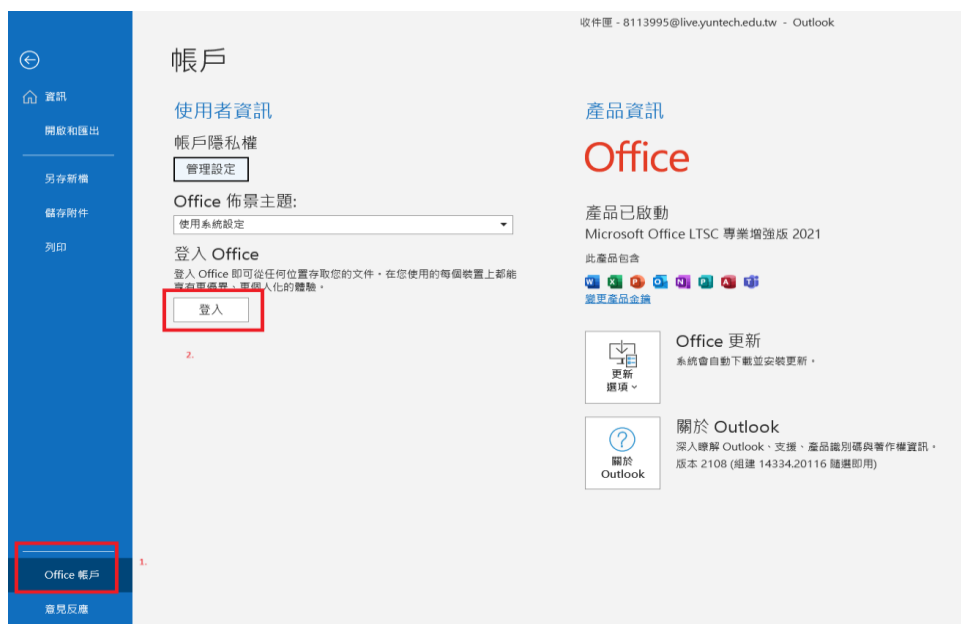 收件匣 - 8113995@live.yuntech.edu.tw - Outlook
資訊
開啟和匯出
另存新檔
儲存附件
列印
Office 帳戶
意見反應
1.
帳戶
使用者資訊
帳戶隱私權
管理設定
Office 佈景主題:
使用系統設定
登入 Office
登入 Office 即可從任何位置存取您的文件。在您使用的每個裝置上都能
享有更優異、更個人化的體驗。
登入
2.
產品資訊
Office
產品已啟動
Microsoft Office LTSC 專業增強版 2021
此產品包含
變更產品金鑰
更新
選項
Office 更新
系統會自動下載並安裝更新。
關於
Outlook
關於 Outlook
深入瞭解 Outlook、支援、產品識別碼與著作權資訊。
版本 2108 (組建 14334.20116 隨選即用)